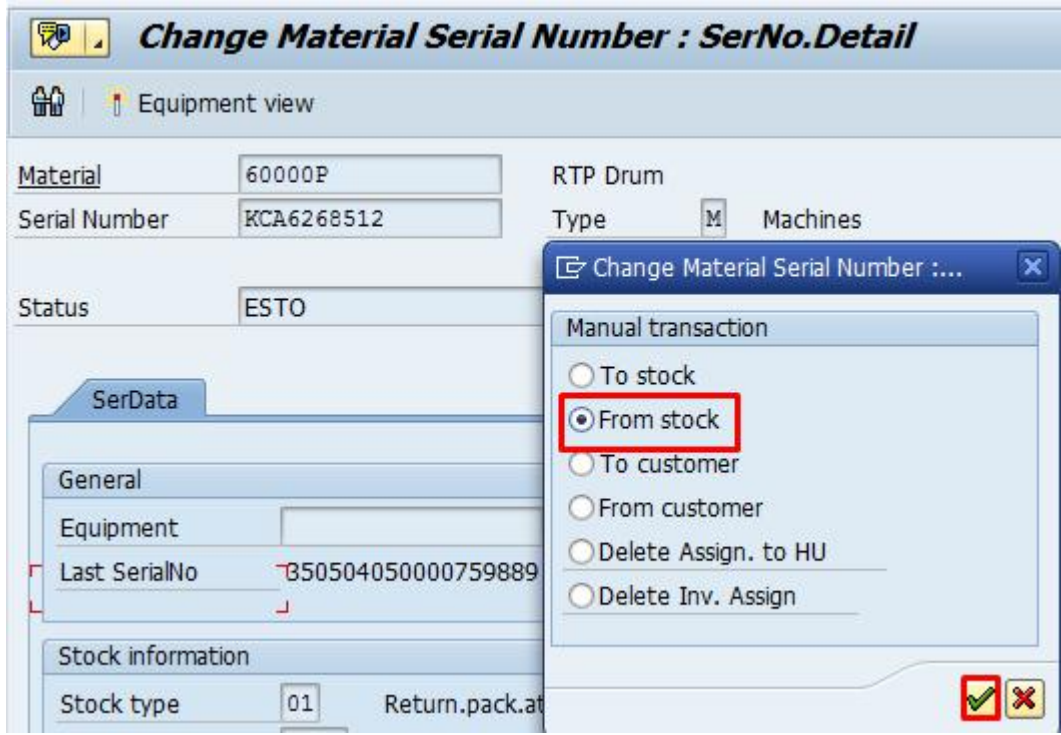 Change Material Serial Number : SerNo.Detail
Equipment view
Material 60000P RTP Drum
Serial Number KCA6268512 Type M Machines
Status ESTO
SerData
General
Equipment
Last SerialNo 350504050000759889
Stock information
Stock type 01 Return.pack.at
Change Material Serial Number :...
Manual transaction
To stock
From stock
To customer
From customer
Delete Assign. to HU
Delete Inv. Assign